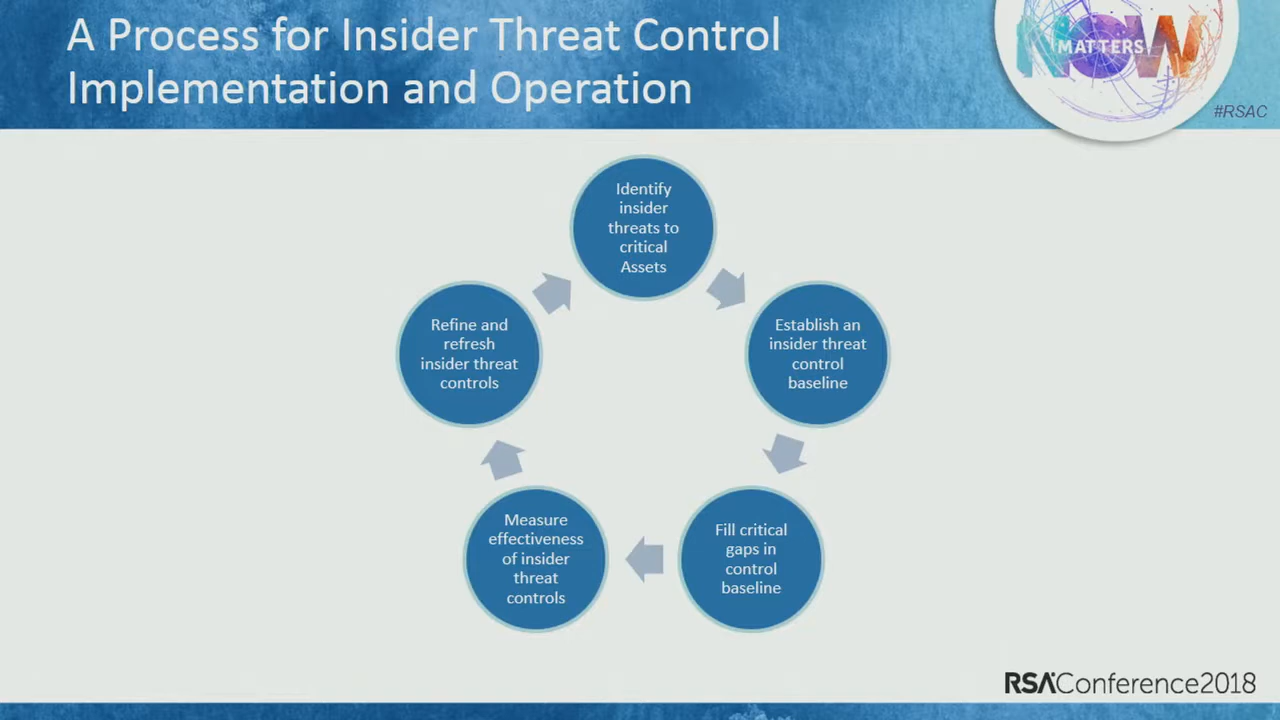 A Process for Insider Threat Control
Implementation and Operation
NOW
MATTERS
#RSAC
Identify
insider
threats to
critical
Assets
Establish an
insider threat
control
baseline
Fill critical
gaps in
control
baseline
Measure
effectiveness
of insider
threat
controls
Refine and
refresh
insider threat
controls
RSAConference2018